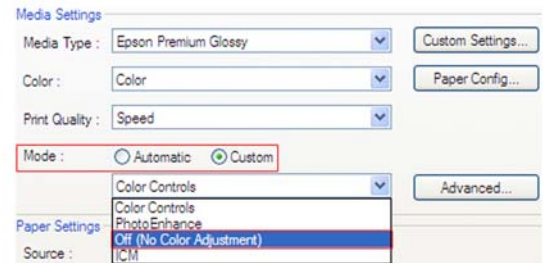 Media Settings
Media Type : Epson Premium Glossy Custom Settings...
Color : Color Paper Config...
Print Quality : Speed
Mode : Automatic Custom
Color Controls Advanced...
Color Controls
PhotoEnhance
Paper Settings
Off (No Color Adjustment)
Source : ICM